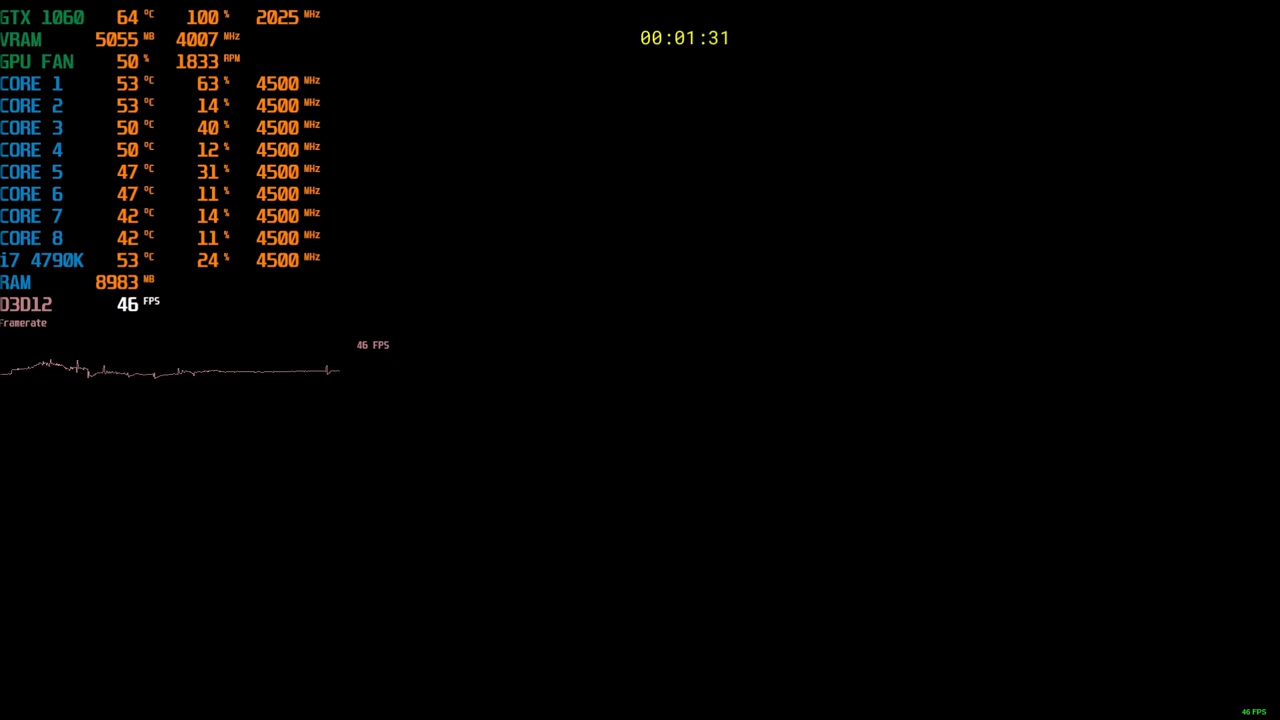 GTX 1060 64 °C 100 % 2025 MHz
VRAM 5055 MB 4007 MHz
00:01:31
GPU FAN 50 % 1833 RPM
CORE 1 53 °C 63 % 4500 MHz
CORE 2 53 °C 14 % 4500 MHz
CORE 3 50 °C 40 % 4500 MHz
CORE 4 50 °C 12 % 4500 MHz
CORE 5 47 °C 31 % 4500 MHz
CORE 6 47 °C 11 % 4500 MHz
CORE 7 42 °C 14 % 4500 MHz
CORE 8 42 °C 11 % 4500 MHz
i7 4790K 53 °C 24 % 4500 MHz
RAM 8983 MB
D3D12 46 FPS
Framerate
46 FPS
46 FPS